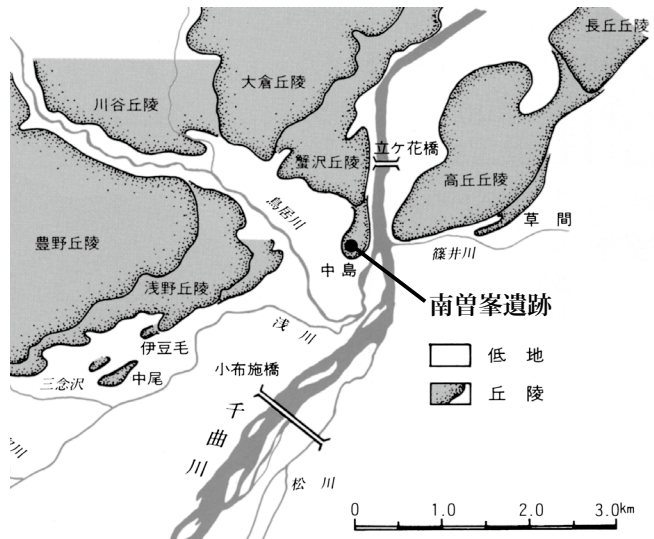 長丘丘陵
大倉丘陵
川谷丘陵
立ケ花橋
蟹沢丘陵
高丘丘陵
鳥居川
草間
豊野丘陵
篠井川
中島
浅野丘陵
南曽峯遺跡
浅川
伊豆毛
低地
小布施橋
三念沢
中尾
丘陵
千曲川
松川
0 1.0 2.0 3.0km